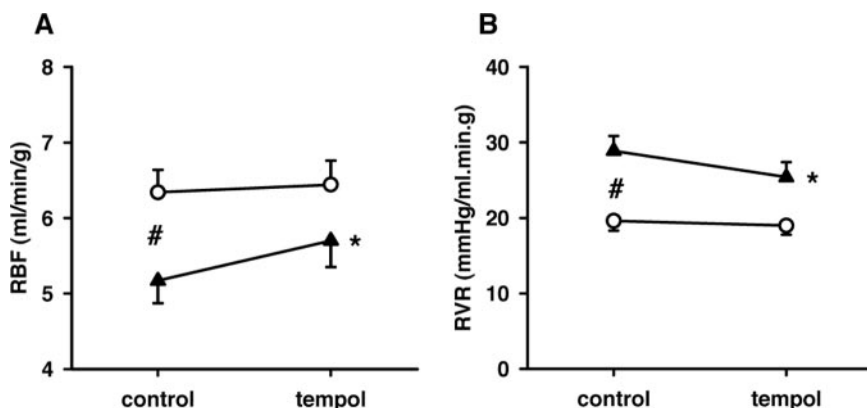 A
RBF (ml/min/g)
8
7
6
5
4
#
*
control
tempol
B
RVR (mmHg/ml.min.g)
40
30
20
10
0
#
*
control
tempol